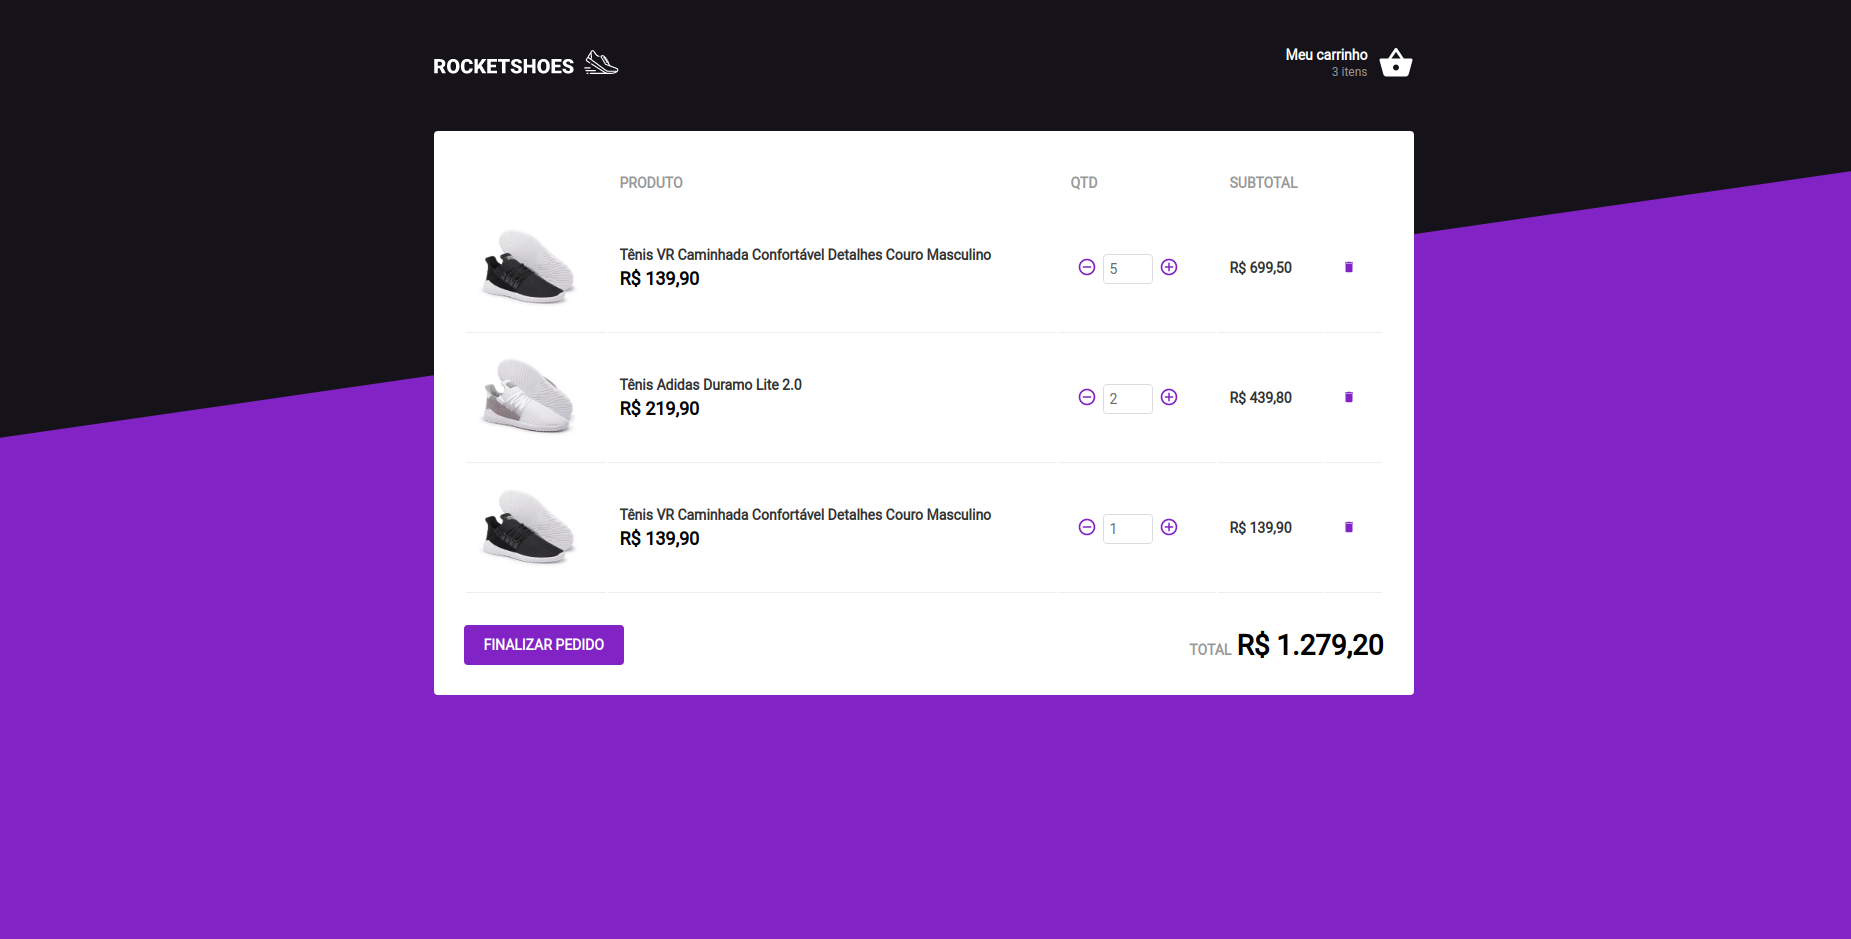 ROCKETSHOES
Meu carrinho
3 itens
PRODUTO QTD SUBTOTAL
Tênis VR Caminhada Confortável Detalhes Couro Masculino
R$ 139,90
5
R$ 699,50
Tênis Adidas Duramo Lite 2.0
R$ 219,90
2
R$ 439,80
Tênis VR Caminhada Confortável Detalhes Couro Masculino
R$ 139,90
1
R$ 139,90
FINALIZAR PEDIDO
TOTAL R$ 1.279,20